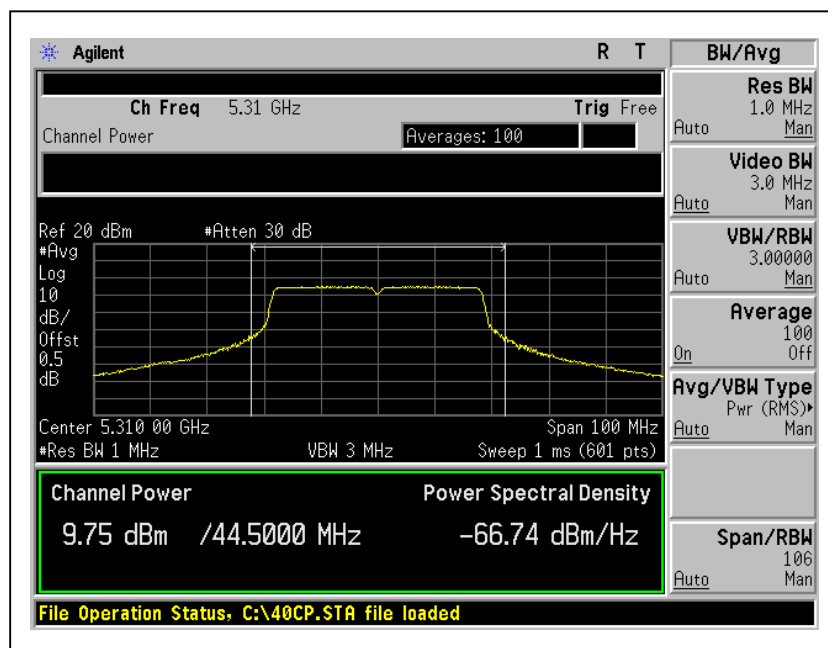 Agilent R T
Ch Freq 5.31 GHz Trig Free
Channel Power Averages: 100
Ref 20 dBm #Atten 30 dB
#Avg
Log
10
dB/
Offst
0.5
dB
Center 5.310 00 GHz Span 100 MHz
#Res BW 1 MHz VBW 3 MHz Sweep 1 ms (601 pts)
Channel Power Power Spectral Density
9.75 dBm /44.5000 MHz -66.74 dBm/Hz
File Operation Status, C:\40CP.STA file loaded
BW/Avg
Res BW
1.0 MHz
Auto Man
Video BW
3.0 MHz
Auto Man
VBW/RBW
3.00000
Auto Man
Average
100
On Off
Avg/VBW Type
Pwr (RMS)▸
Auto Man
Span/RBW
106
Auto Man